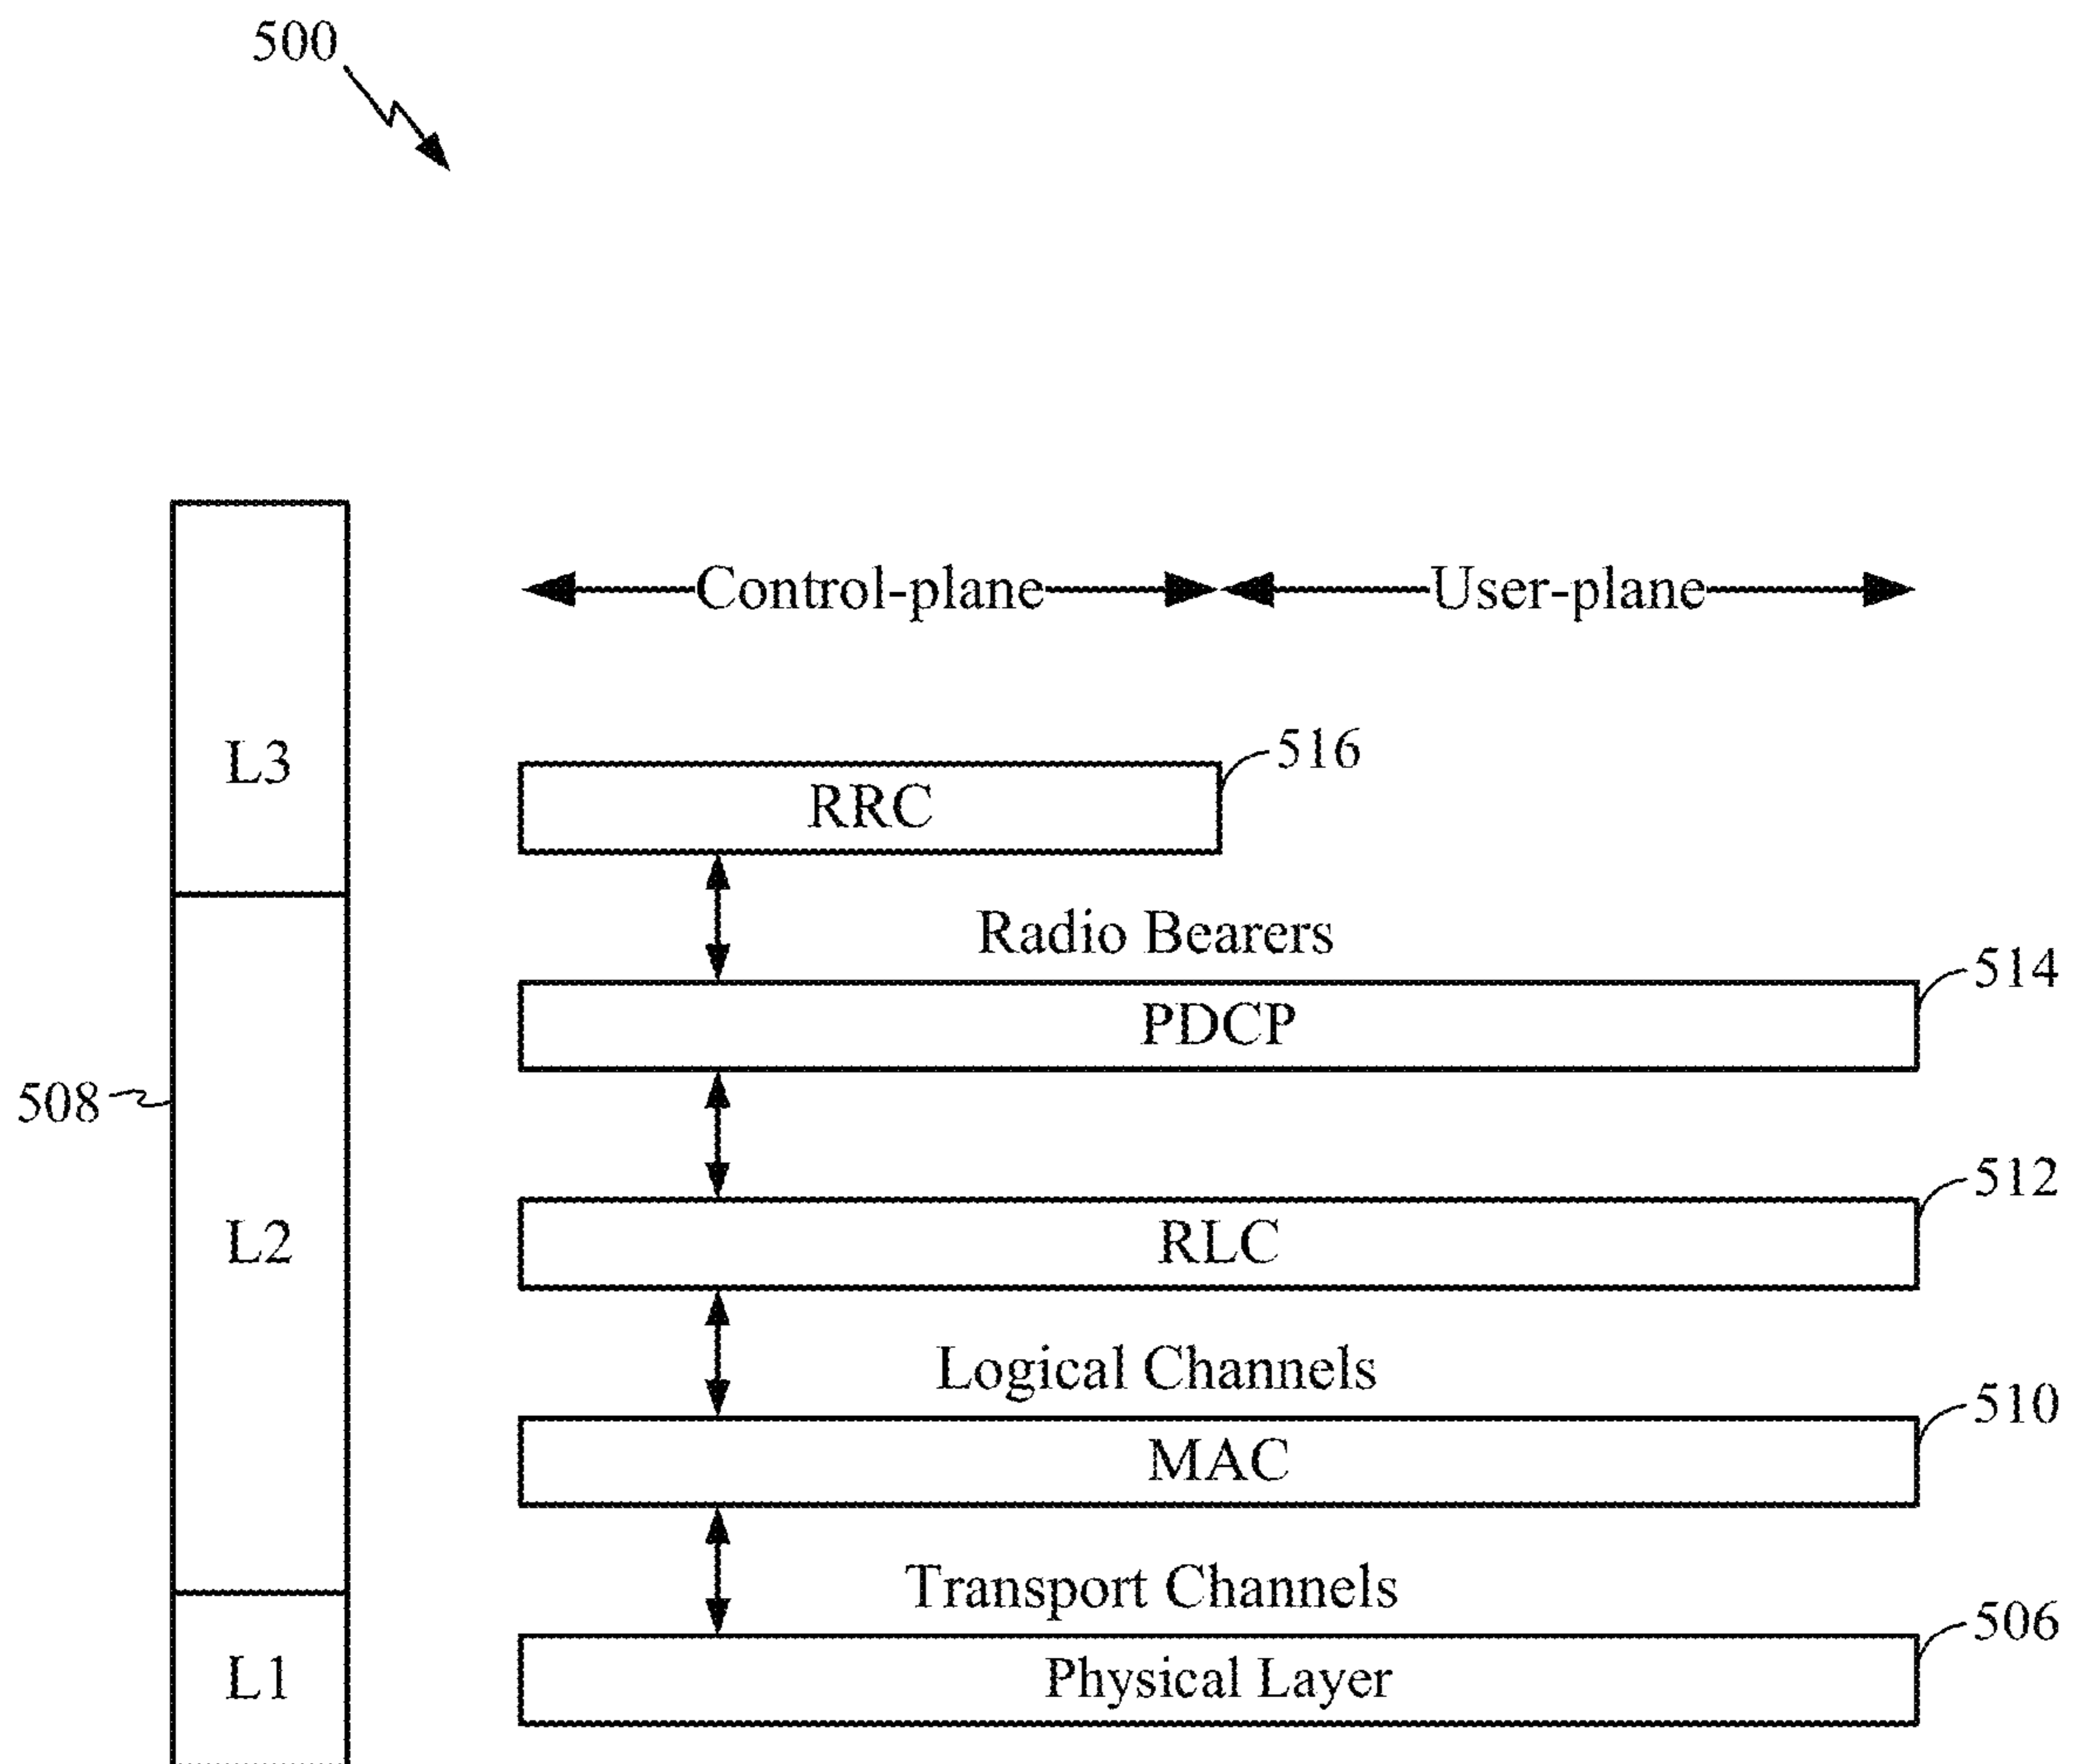 500
Control-plane User-plane
L3
516
RRC
Radio Bearers
514
PDCP
508
512
L2
RLC
Logical Channels
510
MAC
Transport Channels
506
L1
Physical Layer